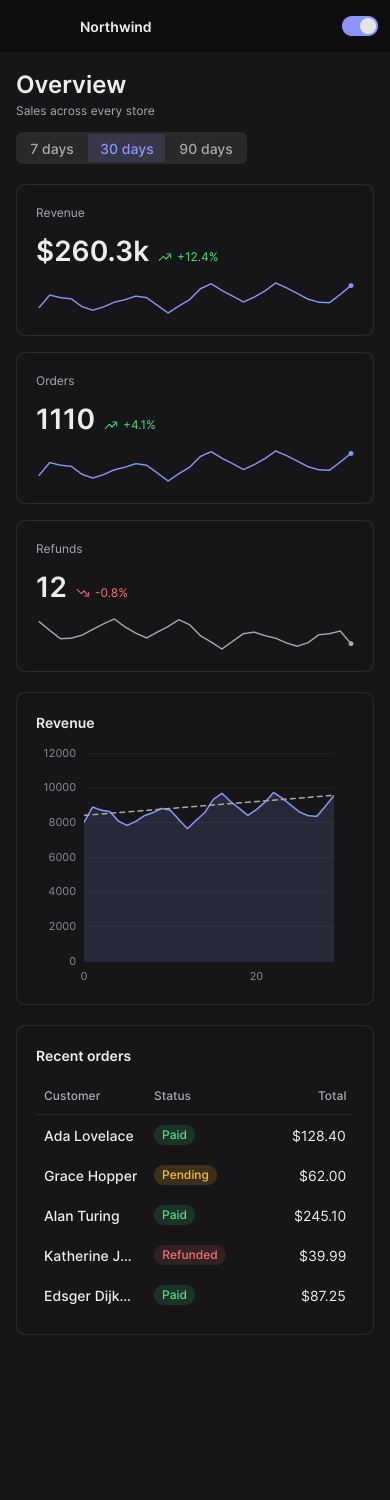 Northwind
Overview
Sales across every store
7 days 30 days 90 days
Revenue
$260.3k +12.4%
Orders
1110 +4.1%
Refunds
12 -0.8%
Revenue
12000
10000
8000
6000
4000
2000
0
0 20
Recent orders
Customer Status Total
Ada Lovelace Paid $128.40
Grace Hopper Pending $62.00
Alan Turing Paid $245.10
Katherine J... Refunded $39.99
Edsger Dijk... Paid $87.25